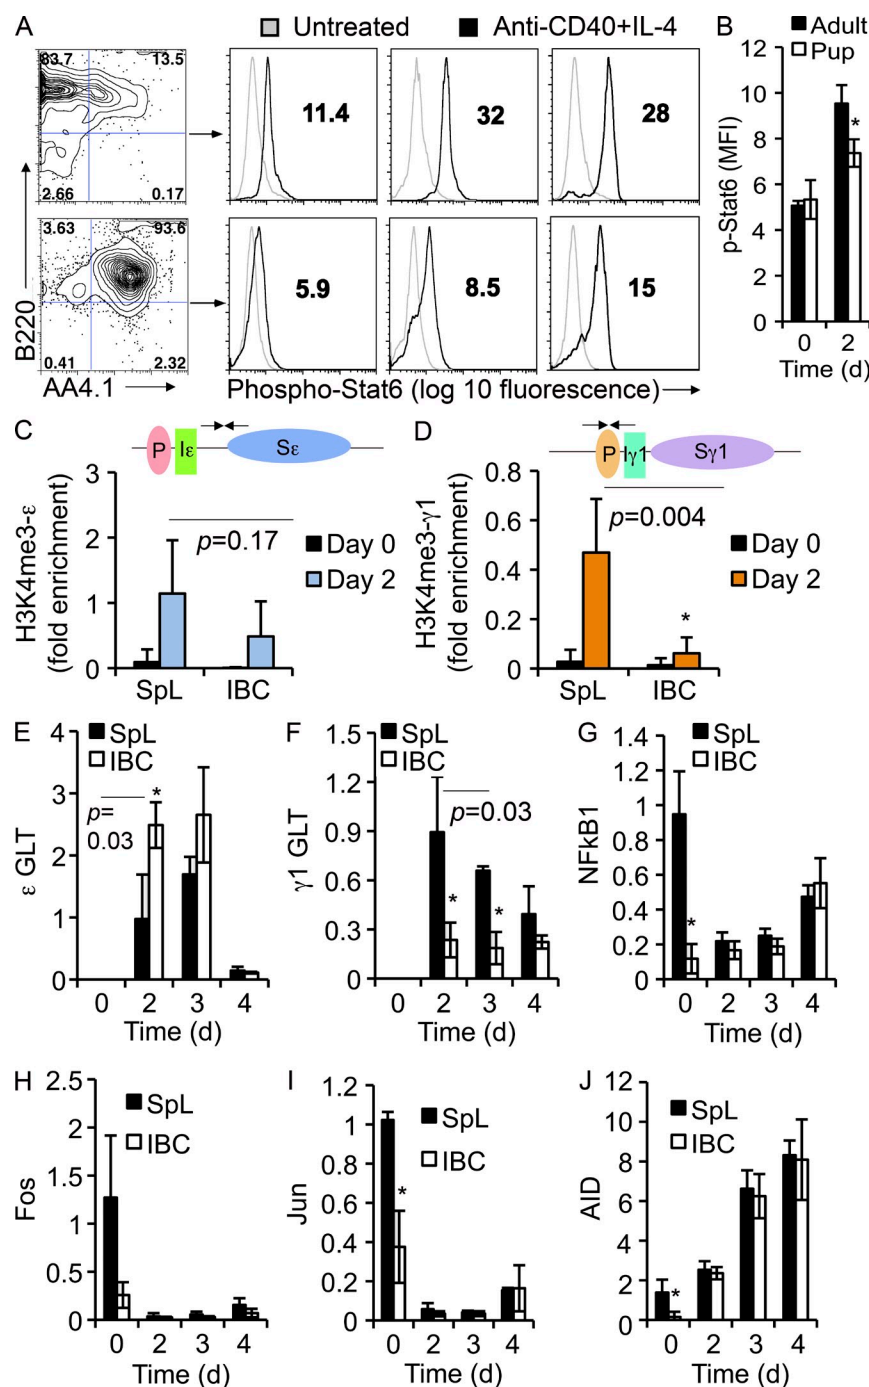 A
Untreated
Anti-CD40+IL-4
83.7 13.5
2.66 0.17
11.4
32
28
3.63 93.6
0.41 2.32
5.9
8.5
15
B220
AA4.1
Phospho-Stat6 (log 10 fluorescence)
B
Adult
Pup
p-Stat6 (MFI)
12
10
8
6
4
2
0
0 2
*
Time (d)
C
P Iε Sε
H3K4me3-ε
(fold enrichment)
3
2
1
0
p=0.17
Day 0
Day 2
SpL IBC
D
P Iγ1 Sγ1
H3K4me3-γ1
(fold enrichment)
0.8
0.6
0.4
0.2
0
p=0.004
*
Day 0
Day 2
SpL IBC
E
SpL
IBC
ε GLT
4
3
2
1
0
p=
0.03
*
0 2 3 4
Time (d)
F
SpL
IBC
γ1 GLT
1.5
1.2
0.9
0.6
0.3
0
p=0.03
* *
0 2 3 4
Time (d)
G
SpL
IBC
NFkB1
1.4
1.2
1
0.8
0.6
0.4
0.2
0
*
0 2 3 4
Time (d)
H
SpL
IBC
Fos
2.5
2
1.5
1
0.5
0
0 2 3 4
Time (d)
I
SpL
IBC
Jun
1.2
1
0.8
0.6
0.4
0.2
0
*
0 2 3 4
Time (d)
J
SpL
IBC
AID
12
10
8
6
4
2
0
*
0 2 3 4
Time (d)